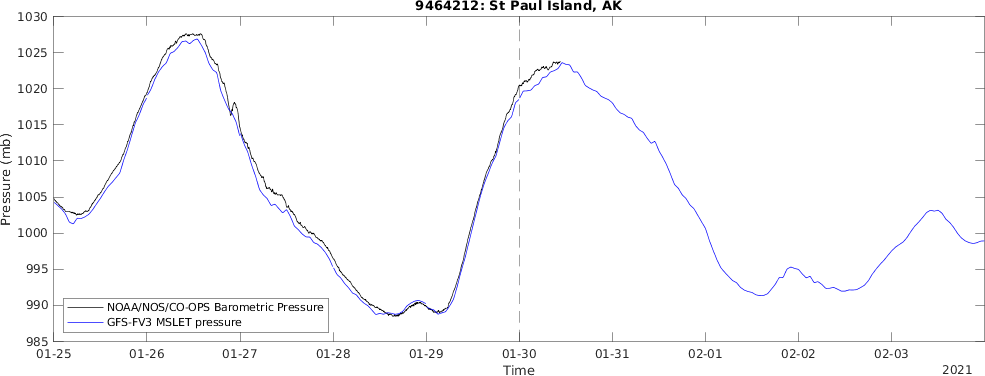 9464212: St Paul Island, AK
Pressure (mb)
1030
1025
1020
1015
1010
1005
1000
995
990
985
NOAA/NOS/CO-OPS Barometric Pressure
GFS-FV3 MSLET pressure
01-25 01-26 01-27 01-28 01-29 01-30 01-31 02-01 02-02 02-03
Time
2021